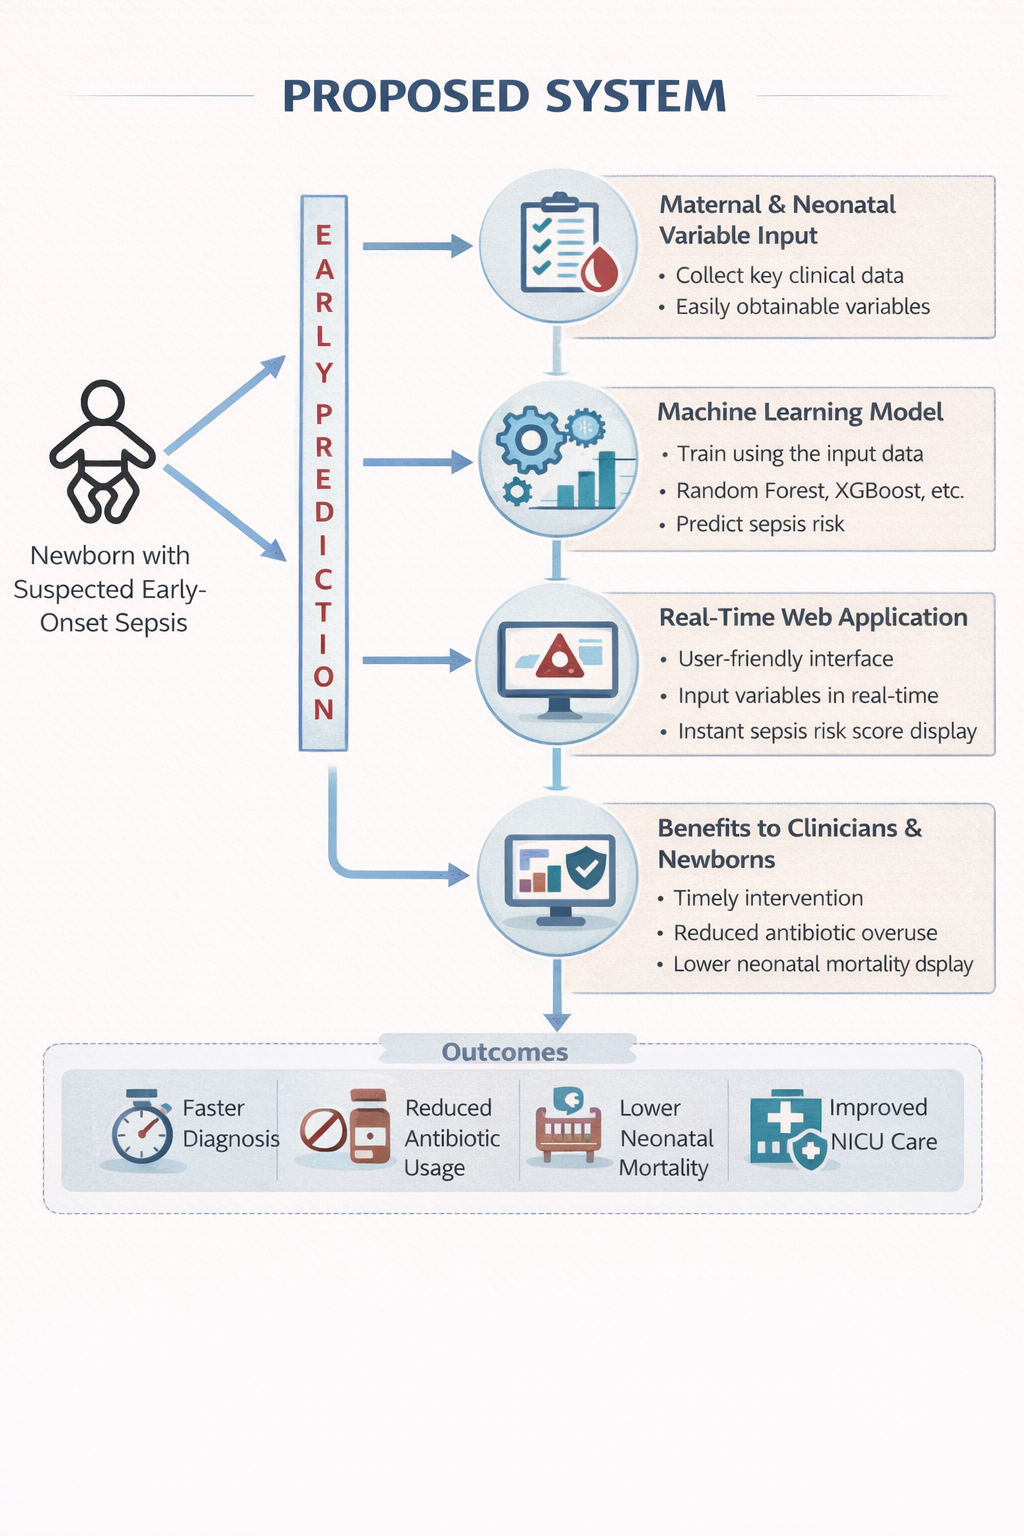 PROPOSED SYSTEM
EARLY PREDICTION
Newborn with
Suspected Early-
Onset Sepsis
Maternal & Neonatal
Variable Input
• Collect key clinical data
• Easily obtainable variables
Machine Learning Model
• Train using the input data
• Random Forest, XGBoost, etc.
• Predict sepsis risk
Real-Time Web Application
• User-friendly interface
• Input variables in real-time
• Instant sepsis risk score display
Benefits to Clinicians &
Newborns
• Timely intervention
• Reduced antibiotic overuse
• Lower neonatal mortality dsplay
Outcomes
Faster
Diagnosis
Reduced
Antibiotic
Usage
Lower
Neonatal
Mortality
Improved
NICU Care